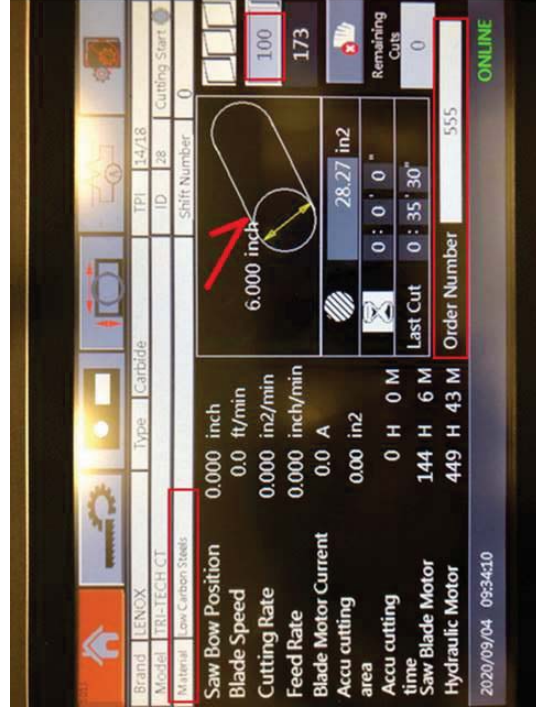 Brand LENOX Type Carbide TPI 14/18
Model TRI-TECH CT ID 28 Cutting Start
Material Low Carbon Steels Shift Number 0
Saw Bow Position 0.000 inch
Blade Speed 0.0 ft/min
Cutting Rate 0.000 in2/min
Feed Rate 0.000 inch/min
Blade Motor Current 0.0 A
Accu cutting area 0.00 in2
Accu cutting time 0 H 0 M
Saw Blade Motor 144 H 6 M
Hydraulic Motor 449 H 43 M
6.000 inch
28.27 in2
0 : 0' 0"
Last Cut 0 : 35' 30"
Order Number 555
100
173
Remaining
Cuts
0
2020/09/04 09:34:10 ONLINE